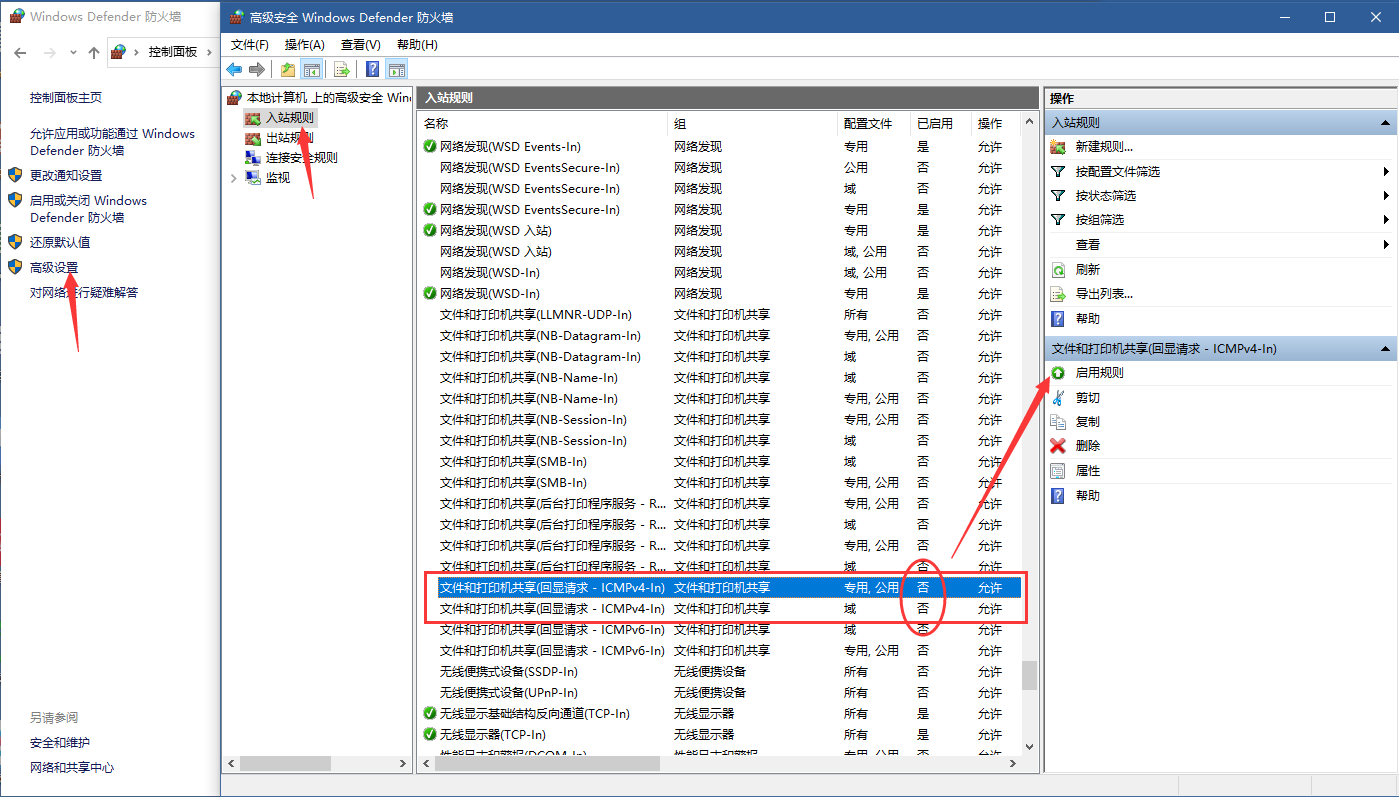 Windows Defender 防火墙
控制面板
控制面板主页
允许应用或功能通过 Windows
Defender 防火墙
更改通知设置
启用或关闭 Windows
Defender 防火墙
还原默认值
高级设置
对网络进行疑难解答
另请参阅
安全和维护
网络和共享中心
高级安全 Windows Defender 防火墙
文件(F) 操作(A) 查看(V) 帮助(H)
本地计算机 上的高级安全 Win
入站规则
出站规则
连接安全规则
监视
入站规则
名称 组 配置文件 已启用 操作
网络发现(WSD Events-In) 网络发现 专用 是 允许
网络发现(WSD EventsSecure-In) 网络发现 公用 否 允许
网络发现(WSD EventsSecure-In) 网络发现 域 否 允许
网络发现(WSD EventsSecure-In) 网络发现 专用 是 允许
网络发现(WSD 入站) 网络发现 专用 是 允许
网络发现(WSD 入站) 网络发现 域, 公用 否 允许
网络发现(WSD-In) 网络发现 域, 公用 否 允许
网络发现(WSD-In) 网络发现 专用 是 允许
文件和打印机共享(LLMNR-UDP-In) 文件和打印机共享 所有 否 允许
文件和打印机共享(NB-Datagram-In) 文件和打印机共享 专用, 公用 否 允许
文件和打印机共享(NB-Datagram-In) 文件和打印机共享 域 否 允许
文件和打印机共享(NB-Name-In) 文件和打印机共享 域 否 允许
文件和打印机共享(NB-Name-In) 文件和打印机共享 专用, 公用 否 允许
文件和打印机共享(NB-Session-In) 文件和打印机共享 专用, 公用 否 允许
文件和打印机共享(NB-Session-In) 文件和打印机共享 域 否 允许
文件和打印机共享(SMB-In) 文件和打印机共享 域 否 允许
文件和打印机共享(SMB-In) 文件和打印机共享 专用, 公用 否 允许
文件和打印机共享(后台打印程序服务 - R... 文件和打印机共享 专用, 公用 否 允许
文件和打印机共享(后台打印程序服务 - R... 文件和打印机共享 域 否 允许
文件和打印机共享(后台打印程序服务 - R... 文件和打印机共享 专用, 公用 否 允许
文件和打印机共享(后台打印程序服务 - R... 文件和打印机共享 域 否 允许
文件和打印机共享(回显请求 - ICMPv4-In) 文件和打印机共享 专用, 公用 否 允许
文件和打印机共享(回显请求 - ICMPv4-In) 文件和打印机共享 域 否 允许
文件和打印机共享(回显请求 - ICMPv6-In) 文件和打印机共享 域 否 允许
文件和打印机共享(回显请求 - ICMPv6-In) 文件和打印机共享 专用, 公用 否 允许
无线便携式设备(SSDP-In) 无线便携设备 所有 否 允许
无线便携式设备(UPnP-In) 无线便携设备 所有 否 允许
无线显示基础结构反向通道(TCP-In) 无线显示器 所有 是 允许
无线显示器(TCP-In) 无线显示器 所有 是 允许
性能日志和警报(DCOM-In) 性能日志和警报 专用, 公用 否 允许
操作
入站规则
新建规则...
按配置文件筛选
按状态筛选
按组筛选
查看
刷新
导出列表...
帮助
文件和打印机共享(回显请求 - ICMPv4-In)
启用规则
剪切
复制
删除
属性
帮助